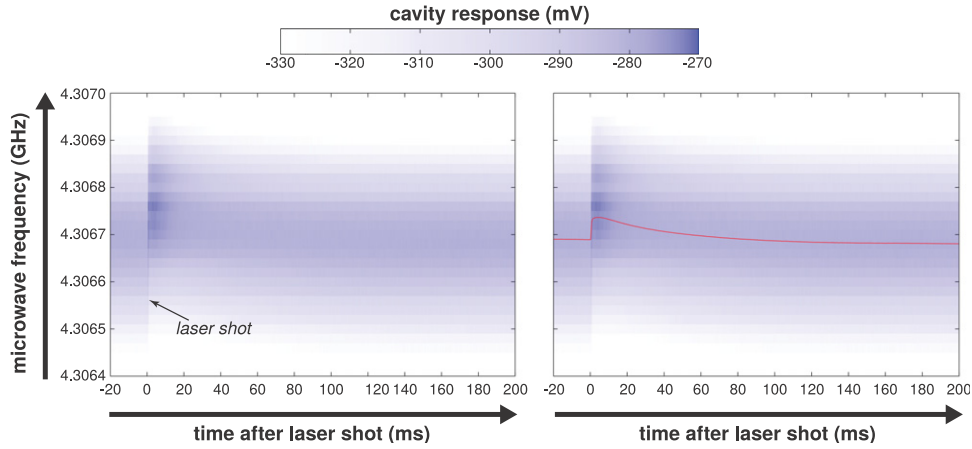 cavity response (mV)
-330 -320 -310 -300 -290 -280 -270
microwave frequency (GHz)
4.3070
4.3069
4.3068
4.3067
4.3066
4.3065
4.3064
laser shot
-20 0 20 40 60 80 100 120 140 160 180 200
time after laser shot (ms)
-20 0 20 40 60 80 100 120 140 160 180 200
time after laser shot (ms)